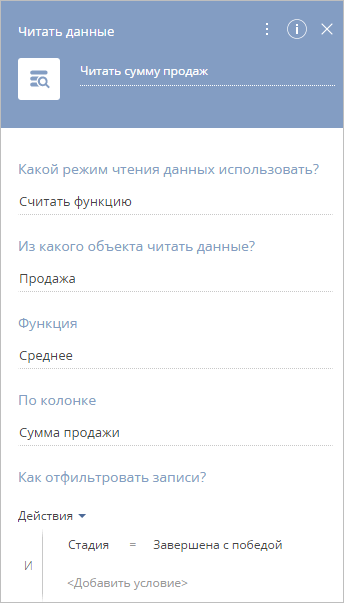 Читать данные
Читать сумму продаж
Какой режим чтения данных использовать?
Считать функцию
Из какого объекта читать данные?
Продажа
Функция
Среднее
По колонке
Сумма продажи
Как отфильтровать записи?
Действия
Стадия = Завершена с победой
И
<Добавить условие>